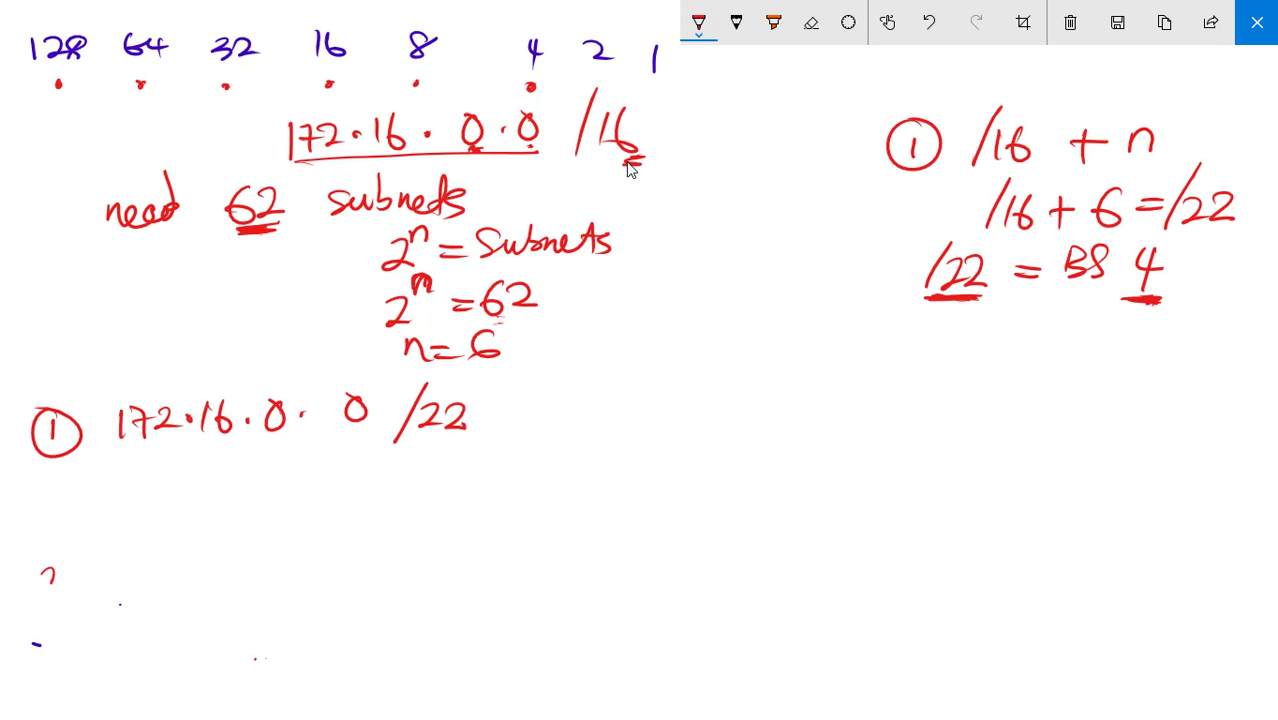 128 64 32 16 8 4 2 1
172.16.0.0 /16
need 62 subnets
2^n = Subnets
2^n = 62
n = 6
① 172.16.0.0 /22
2
① /16 + n
/16 + 6 = /22
/22 = BS 4